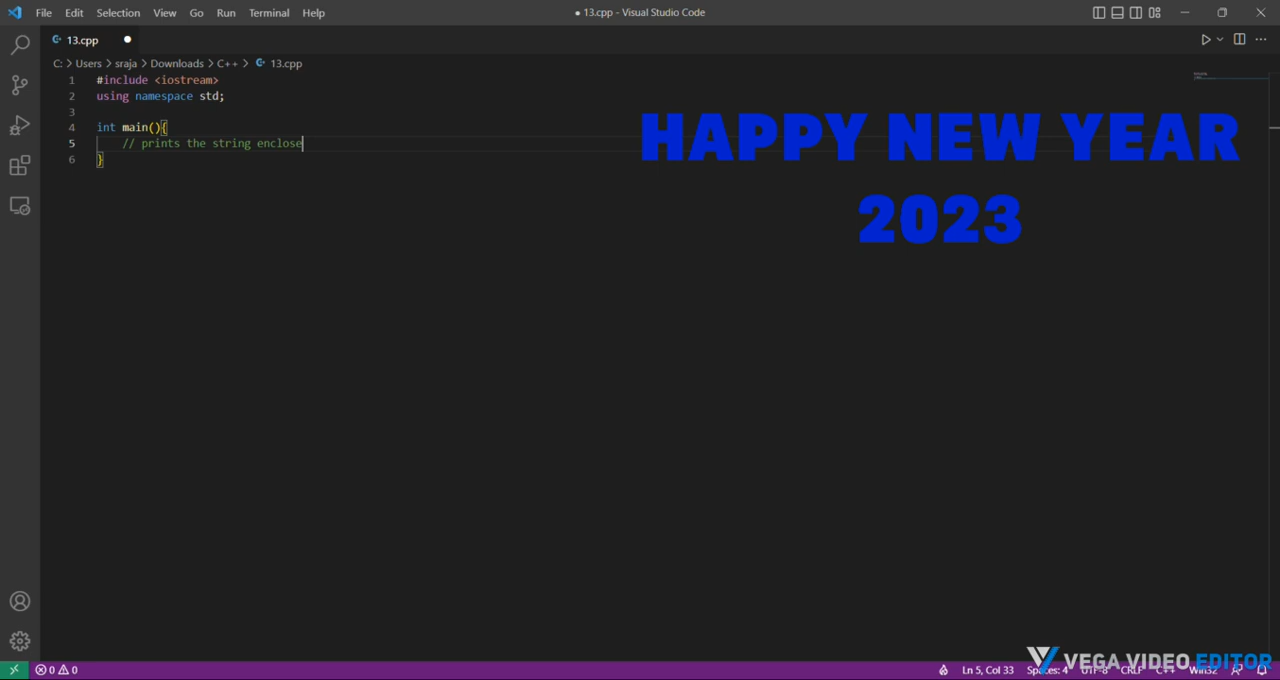 File Edit Selection View Go Run Terminal Help
● 13.cpp - Visual Studio Code
13.cpp ●
C: > Users > sraja > Downloads > C++ > 13.cpp
1 #include <iostream>
2 using namespace std;
3
4 int main(){
5 // prints the string enclose
6 }
HAPPY NEW YEAR
2023
0 0
Ln 5, Col 33 Spaces: 4 UTF-8 CRLF C++ Win32
VEGA VIDEO EDITOR